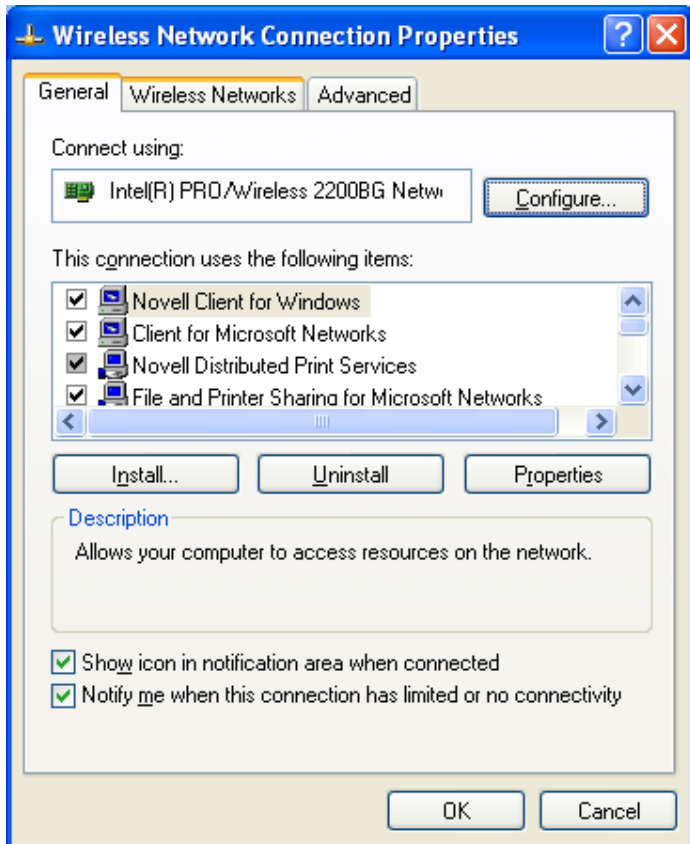 Wireless Network Connection Properties
General Wireless Networks Advanced
Connect using:
Intel(R) PRO/Wireless 2200BG Netw
Configure...
This connection uses the following items:
Novell Client for Windows
Client for Microsoft Networks
Novell Distributed Print Services
File and Printer Sharing for Microsoft Networks
Install... Uninstall Properties
Description
Allows your computer to access resources on the network.
Show icon in notification area when connected
Notify me when this connection has limited or no connectivity
OK Cancel